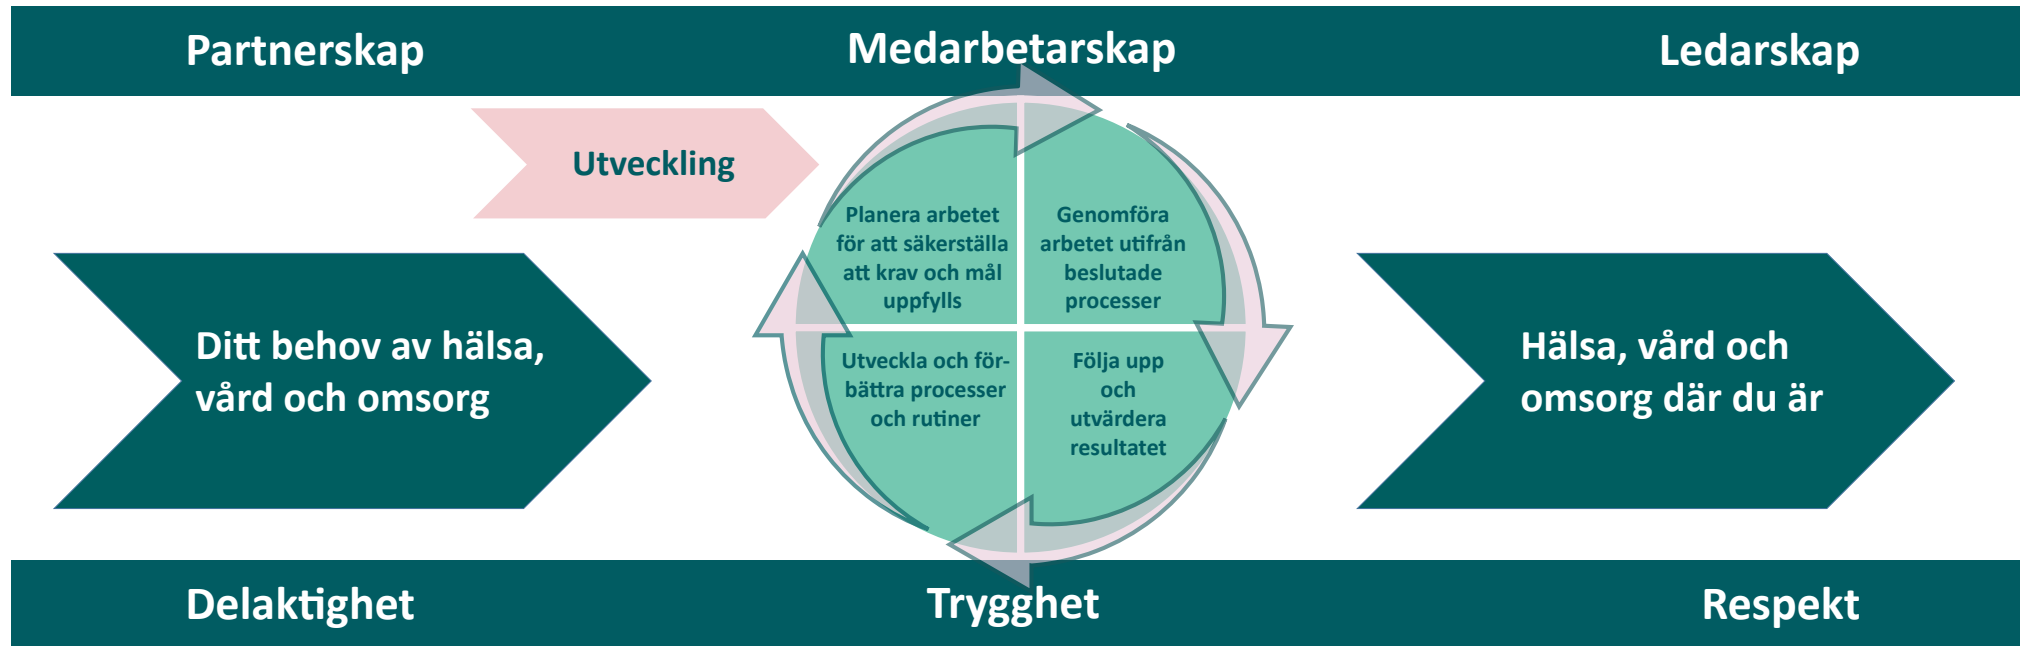 Partnerskap
Medarbetarskap
Ledarskap
Utveckling
Planera arbetet
för att säkerställa
att krav och mål
uppfylls
Genomföra
arbetet utifrån
beslutade
processer
Ditt behov av hälsa,
vård och omsorg
Utveckla och för-
bättra processer
och rutiner
Följa upp
och
utvärdera
resultatet
Hälsa, vård och
omsorg där du är
Delaktighet
Trygghet
Respekt